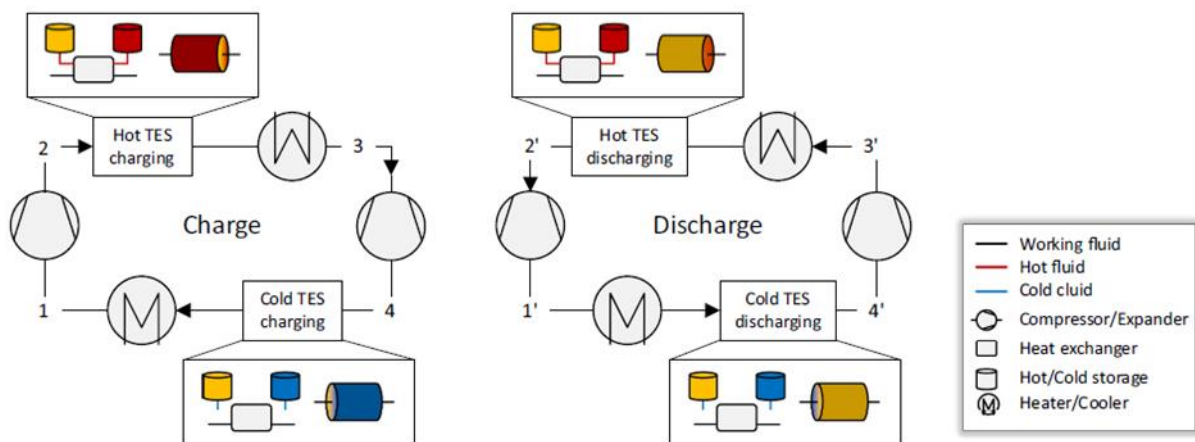 Hot TES
charging
2
3
Charge
1
Cold TES
charging
4
Hot TES
discharging
2'
3'
Discharge
1'
Cold TES
discharging
4'
Working fluid
Hot fluid
Cold cluid
Compressor/Expander
Heat exchanger
Hot/Cold storage
M
Heater/Cooler